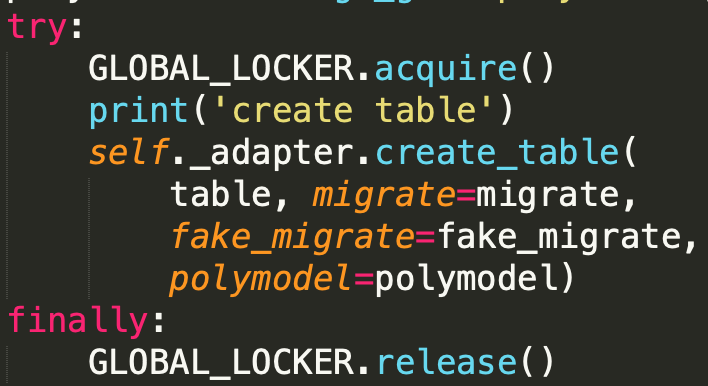 try:
    GLOBAL_LOCKER.acquire()
    print('create table')
    self._adapter.create_table(
        table, migrate=migrate,
        fake_migrate=fake_migrate,
        polymodel=polymodel)
finally:
    GLOBAL_LOCKER.release()